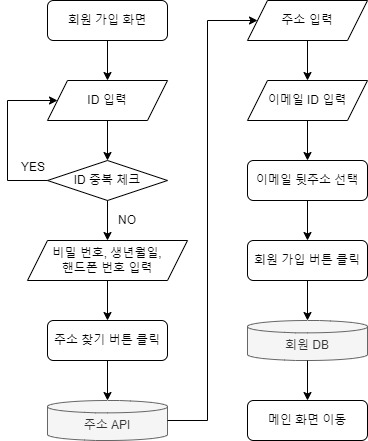 회원 가입 화면
ID 입력
YES
ID 중복 체크
NO
비밀 번호, 생년월일,
핸드폰 번호 입력
주소 찾기 버튼 클릭
주소 API
주소 입력
이메일 ID 입력
이메일 뒷주소 선택
회원 가입 버튼 클릭
회원 DB
메인 화면 이동